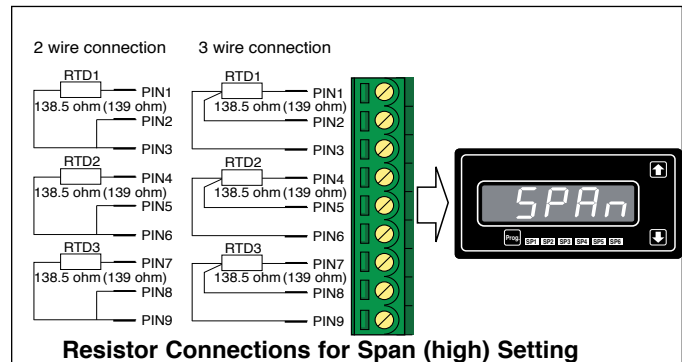 2 wire connection
3 wire connection
RTD1
PIN1
138.5 ohm (139 ohm)
PIN2
PIN3
RTD2
PIN4
138.5 ohm (139 ohm)
PIN5
PIN6
RTD3
PIN7
138.5 ohm (139 ohm)
PIN8
PIN9
RTD1
PIN1
138.5 ohm (139 ohm)
PIN2
PIN3
RTD2
PIN4
138.5 ohm (139 ohm)
PIN5
PIN6
RTD3
PIN7
138.5 ohm (139 ohm)
PIN8
PIN9
SPAn
Prog SP1 SP2 SP3 SP4 SP5 SP6
Resistor Connections for Span (high) Setting